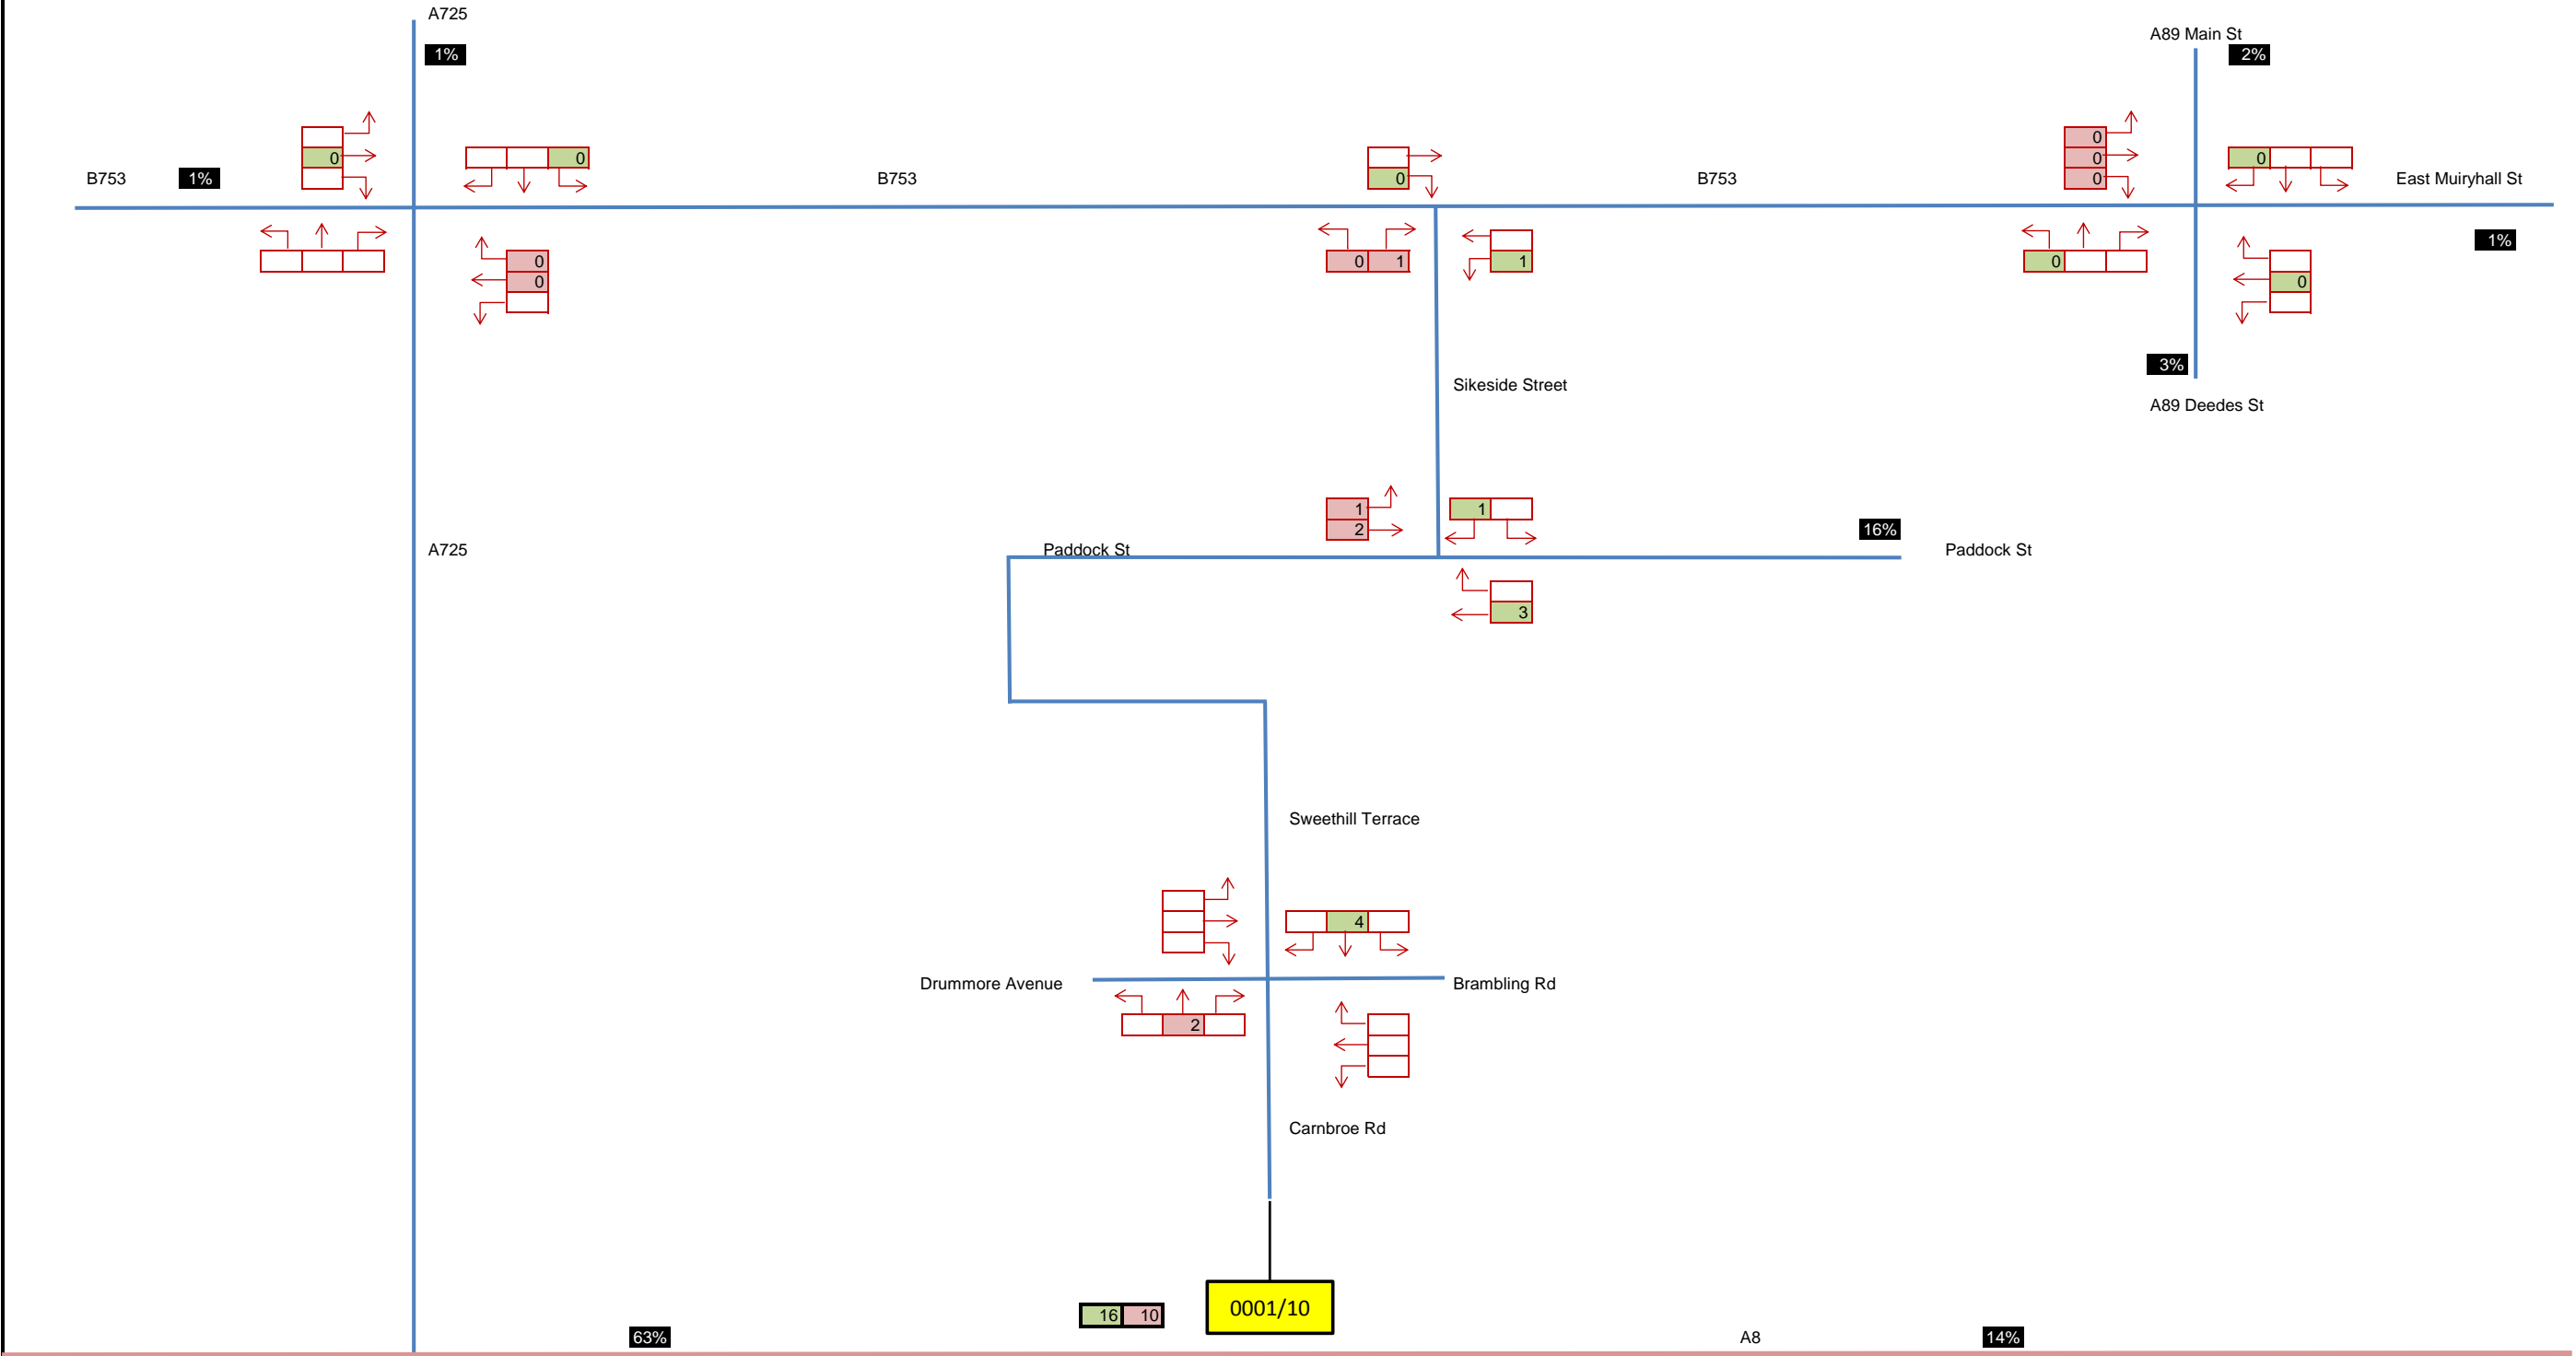 A725
A89 Main St
1%
2%
0
0
0
0
0
0
0
0
B753
1%
B753
0
B753
0
East Muiryhall St
0
0
0
1
1
0
0
1%
3%
Sikeside Street
A89 Deedes St
1
1
2
16%
A725
Paddock St
Paddock St
3
Sweethill Terrace
4
Drummore Avenue
Brambling Rd
2
Carnbroe Rd
16 10
0001/10
63%
A8
14%